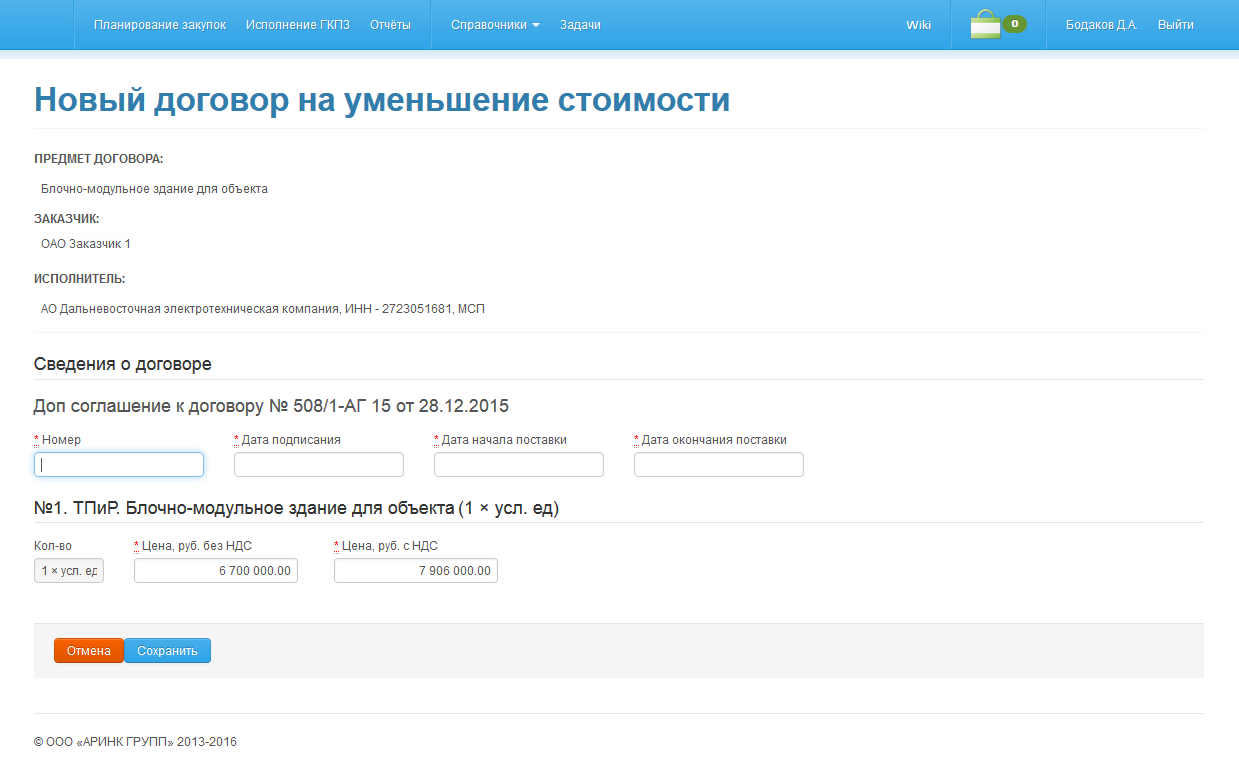 Планирование закупок Исполнение ГКПЗ Отчёты Справочники Задачи Wiki 0 Бодаков Д.А. Выйти
Новый договор на уменьшение стоимости
ПРЕДМЕТ ДОГОВОРА:
Блочно-модульное здание для объекта
ЗАКАЗЧИК:
ОАО Заказчик 1
ИСПОЛНИТЕЛЬ:
АО Дальневосточная электротехническая компания, ИНН - 2723051681, МСП
Сведения о договоре
Доп соглашение к договору № 508/1-АГ 15 от 28.12.2015
* Номер * Дата подписания * Дата начала поставки * Дата окончания поставки
№1. ТПиР. Блочно-модульное здание для объекта (1 × усл. ед)
Кол-во * Цена, руб. без НДС * Цена, руб. с НДС
1 × усл. ед 6 700 000.00 7 906 000.00
Отмена Сохранить
© ООО «АРИНК ГРУПП» 2013-2016